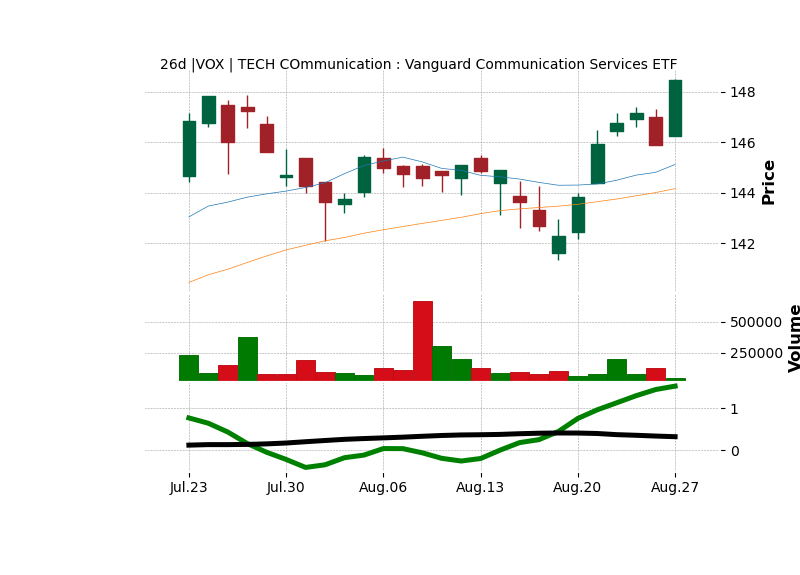 26d |VOX | TECH COmmunication : Vanguard Communication Services ETF
148
146
144
142
Price
500000
250000
Volume
1
0
Jul.23 Jul.30 Aug.06 Aug.13 Aug.20 Aug.27